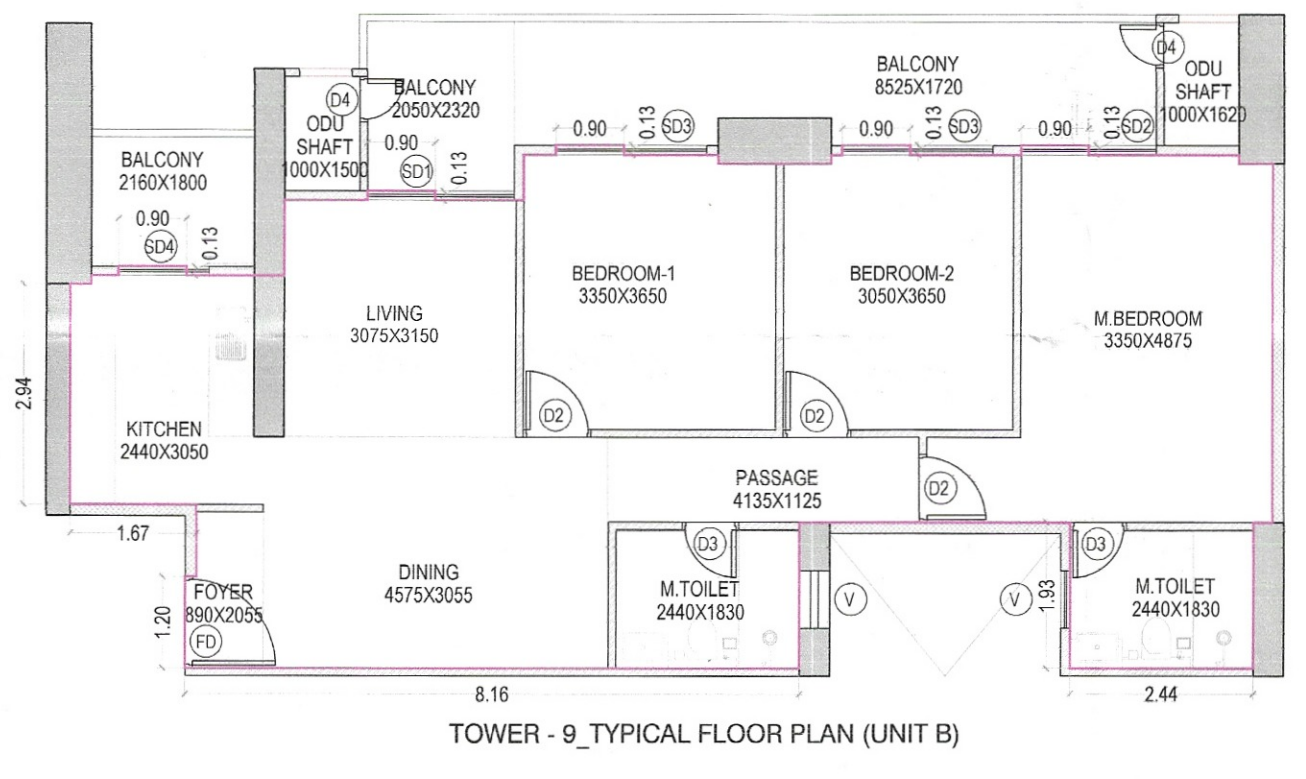 BALCONY
8525X1720
D4
ODU
SHAFT
1000X1620
BALCONY
2050X2320
D4
ODU
SHAFT
1000X1500
0.90
0.13
SD3
0.90
0.13
SD3
0.90
0.13
SD2
0.90
SD1
0.13
BALCONY
2160X1800
0.90
SD4
0.13
BEDROOM-1
3350X3650
BEDROOM-2
3050X3650
M.BEDROOM
3350X4875
LIVING
3075X3150
2.94
KITCHEN
2440X3050
D2
D2
PASSAGE
4135X1125
D2
1.67
D3
D3
DINING
4575X3055
FOYER
890X2055
FD
1.20
M.TOILET
2440X1830
V
V
1.93
M.TOILET
2440X1830
8.16
2.44
TOWER - 9_TYPICAL FLOOR PLAN (UNIT B)